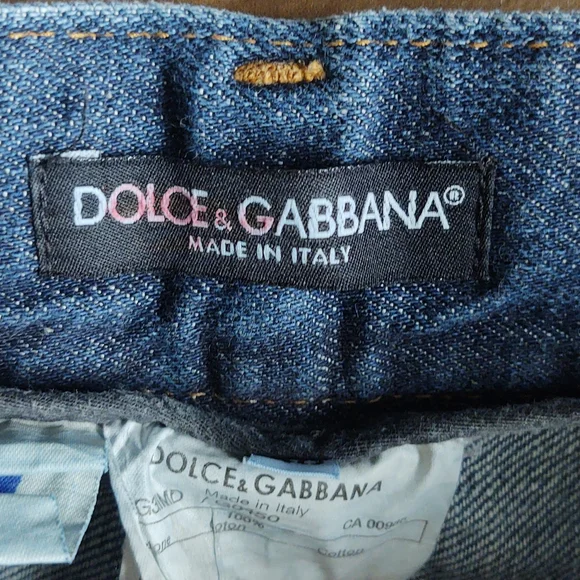 DOLCE & GABBANA®
MADE IN ITALY
DOLCE & GABBANA
Made in Italy
100%
Cotton